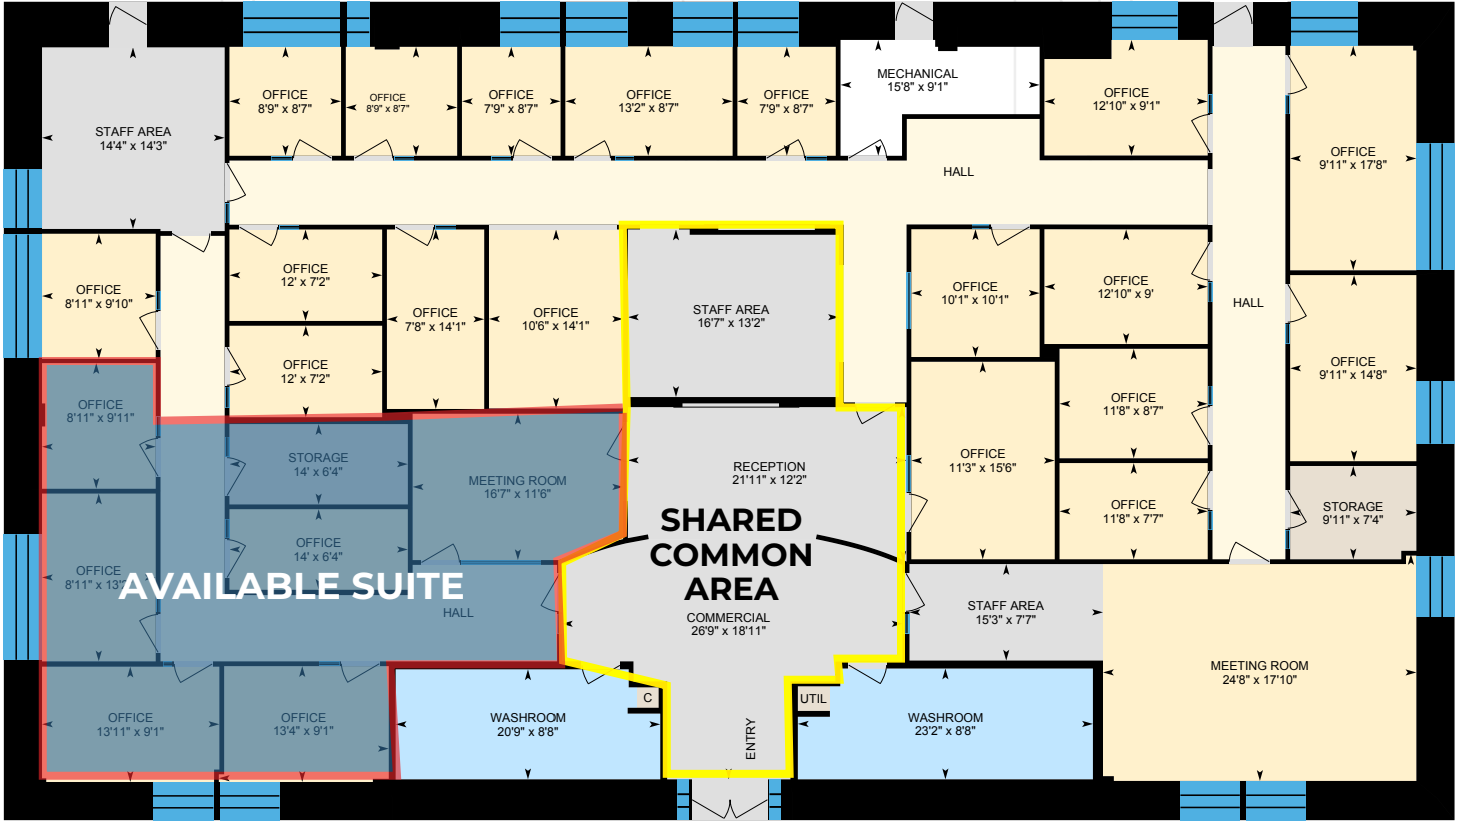 OFFICE
8'9" x 8'7"
OFFICE
8'9" x 8'7"
OFFICE
7'9" x 8'7"
OFFICE
13'2" x 8'7"
OFFICE
7'9" x 8'7"
MECHANICAL
15'8" x 9'1"
OFFICE
12'10" x 9'1"
STAFF AREA
14'4" x 14'3"
OFFICE
9'11" x 17'8"
HALL
OFFICE
8'11" x 9'10"
OFFICE
12' x 7'2"
OFFICE
7'8" x 14'1"
OFFICE
10'6" x 14'1"
STAFF AREA
16'7" x 13'2"
OFFICE
10'1" x 10'1"
OFFICE
12'10" x 9'
HALL
OFFICE
12' x 7'2"
OFFICE
9'11" x 14'8"
OFFICE
8'11" x 9'11"
OFFICE
11'8" x 8'7"
STORAGE
14' x 6'4"
MEETING ROOM
16'7" x 11'6"
RECEPTION
21'11" x 12'2"
OFFICE
11'3" x 15'6"
OFFICE
11'8" x 7'7"
STORAGE
9'11" x 7'4"
SHARED
COMMON
AREA
OFFICE
14' x 6'4"
OFFICE
8'11" x 13'
AVAILABLE SUITE
HALL
COMMERCIAL
26'9" x 18'11"
STAFF AREA
15'3" x 7'7"
MEETING ROOM
24'8" x 17'10"
OFFICE
13'11" x 9'1"
OFFICE
13'4" x 9'1"
WASHROOM
20'9" x 8'8"
C
ENTRY
UTIL
WASHROOM
23'2" x 8'8"